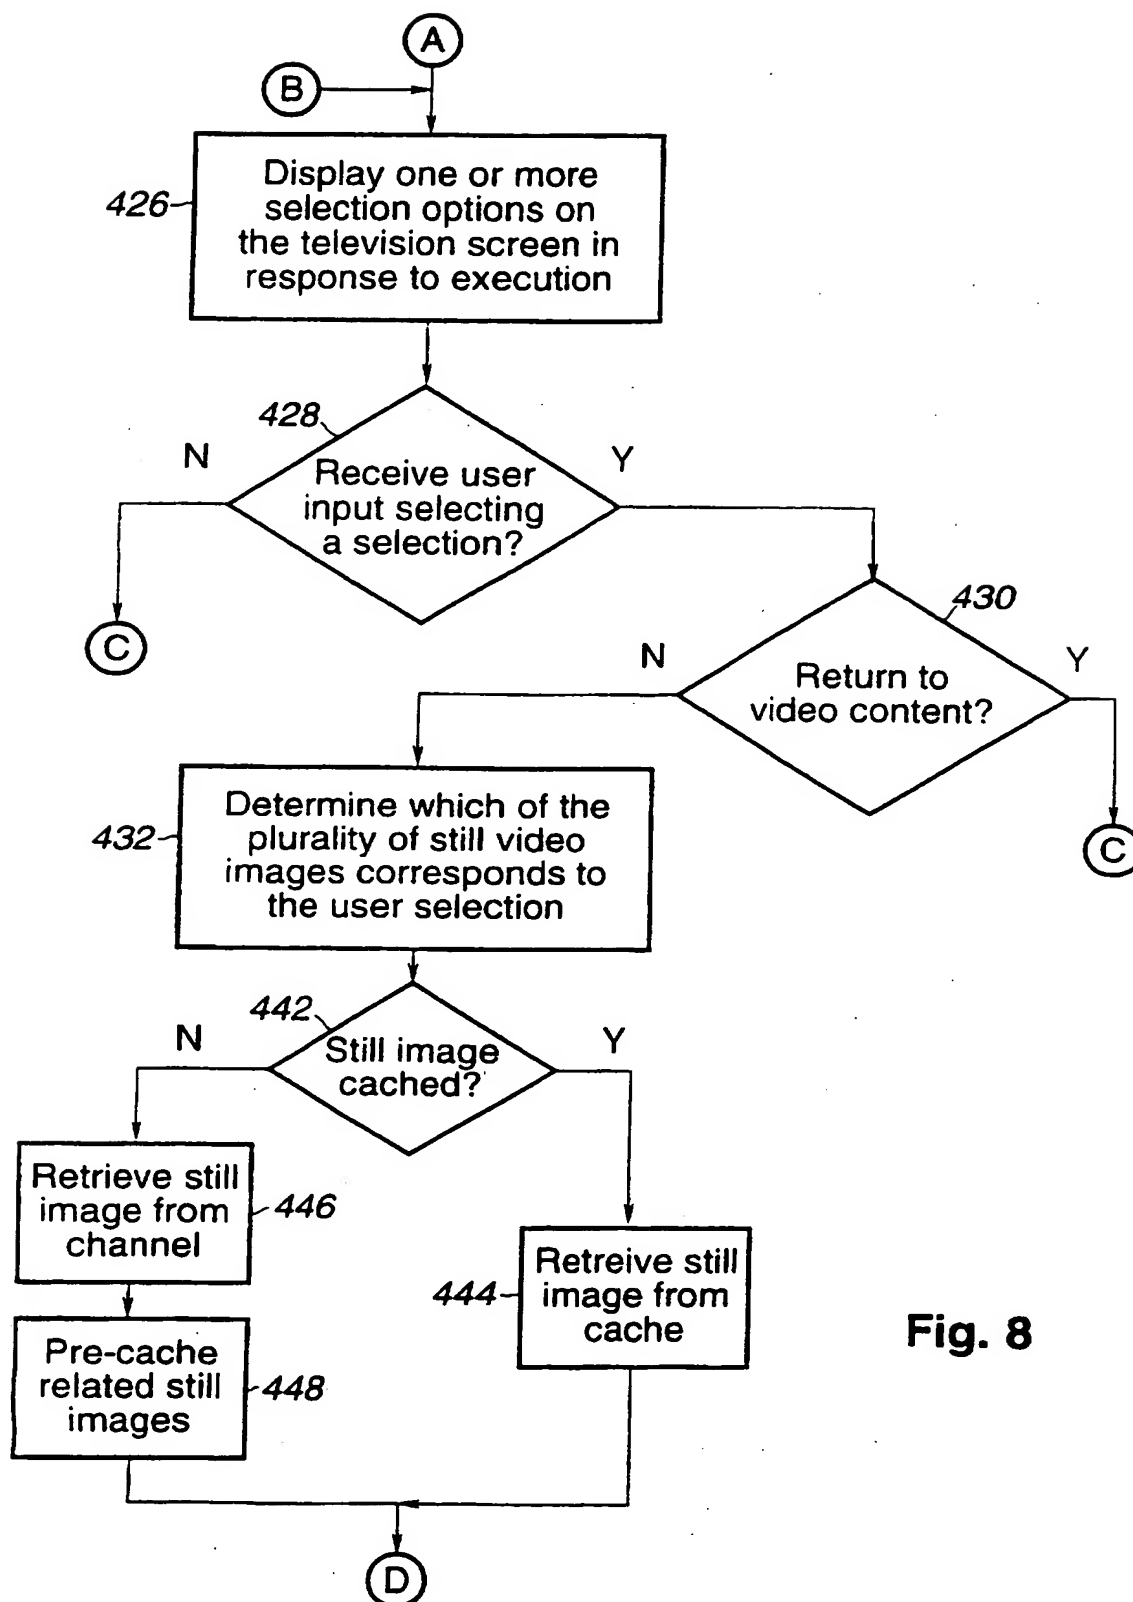 A
B
Display one or more
selection options on
the television screen in
response to execution
426
428
N
Y
Receive user
input selecting
a selection?
C
430
N
Y
Return to
video content?
C
432
Determine which of the
plurality of still video
images corresponds to
the user selection
442
N
Y
Still image
cached?
Retrieve still
image from
channel
446
444
Retreive still
image from
cache
Pre-cache
related still
images
448
Fig. 8
D